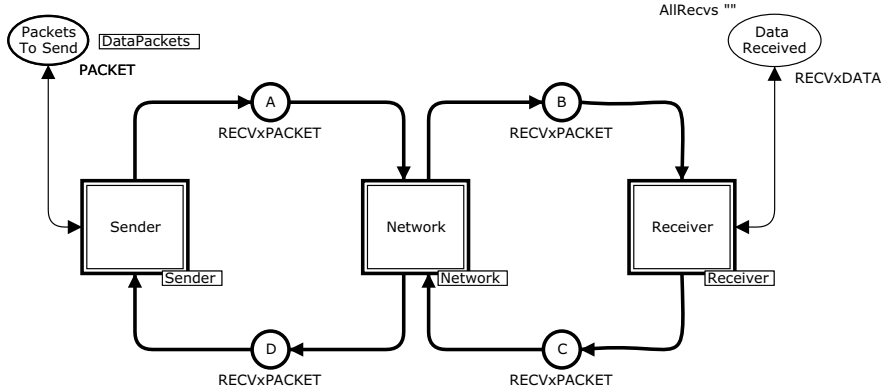 AllRecvs ""
Packets
To Send
DataPackets
Data
Received
PACKET
RECVxDATA
A
B
RECVxPACKET
RECVxPACKET
Sender
Network
Receiver
Sender
Network
Receiver
D
C
RECVxPACKET
RECVxPACKET